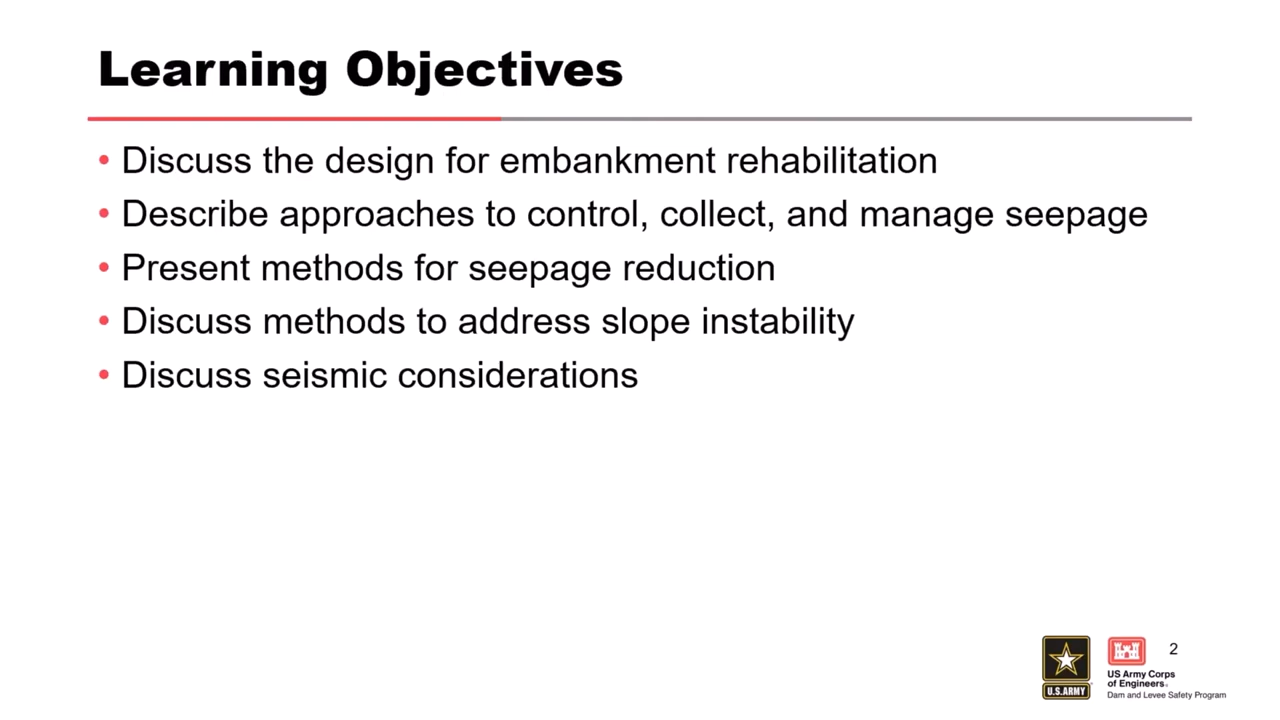 Learning Objectives
• Discuss the design for embankment rehabilitation
• Describe approaches to control, collect, and manage seepage
• Present methods for seepage reduction
• Discuss methods to address slope instability
• Discuss seismic considerations
2
U.S.ARMY
US Army Corps
of Engineers.
Dam and Levee Safety Program